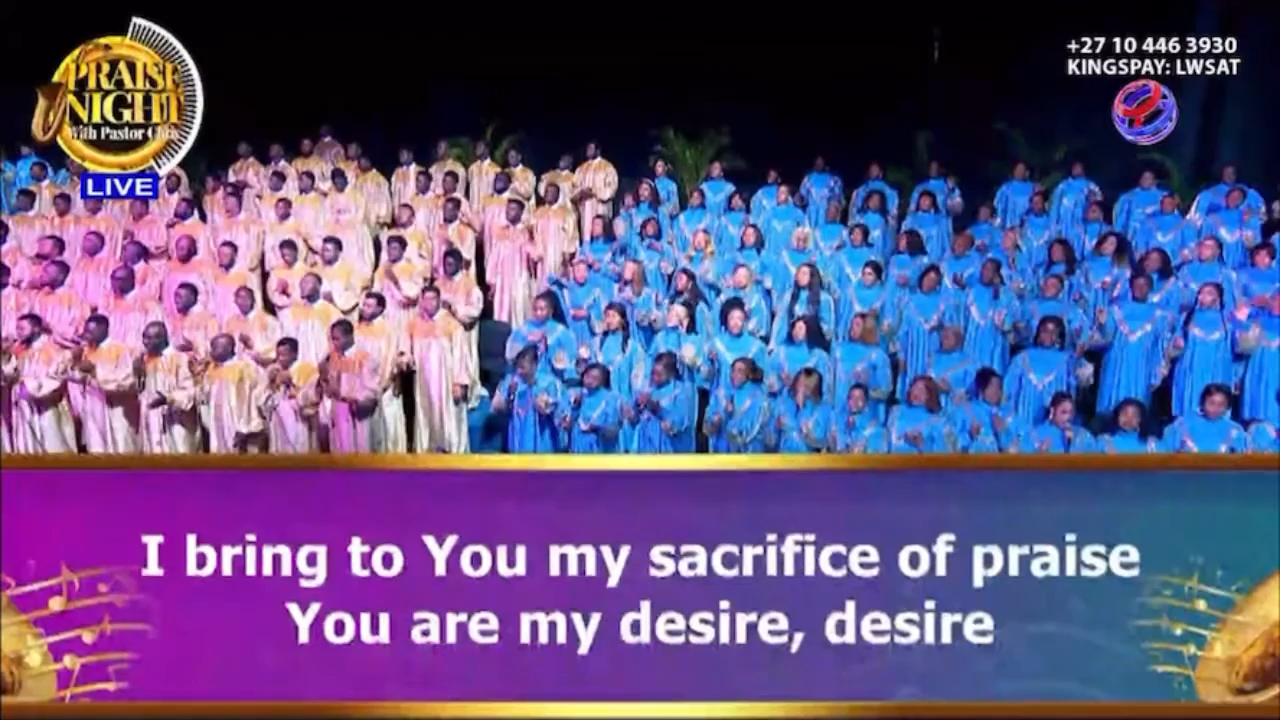 PRAISE
NIGHT
With Pastor Chris
LIVE
+27 10 446 3930
KINGSPAY: LWSAT
I bring to You my sacrifice of praise
You are my desire, desire